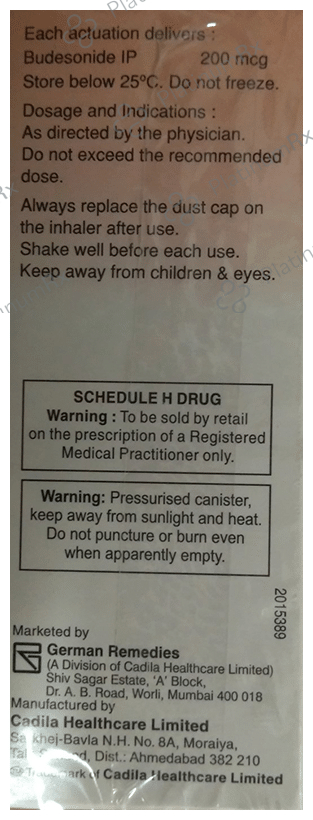 Each actuation delivers :
Budesonide IP 200 mcg
Store below 25°C. Do not freeze.
Dosage and Indications :
As directed by the physician.
Do not exceed the recommended
dose.
Always replace the dust cap on
the inhaler after use.
Shake well before each use.
Keep away from children & eyes.
SCHEDULE H DRUG
Warning : To be sold by retail
on the prescription of a Registered
Medical Practitioner only.
Warning: Pressurised canister,
keep away from sunlight and heat.
Do not puncture or burn even
when apparently empty.
2015389
Marketed by
German Remedies
(A Division of Cadila Healthcare Limited)
Shiv Sagar Estate, 'A' Block,
Dr. A. B. Road, Worli, Mumbai 400 018
Manufactured by
Cadila Healthcare Limited
N.H. No. 8A, Moraiya,
Dist.: Ahmedabad 382 210
Trademark of Cadila Healthcare Limited